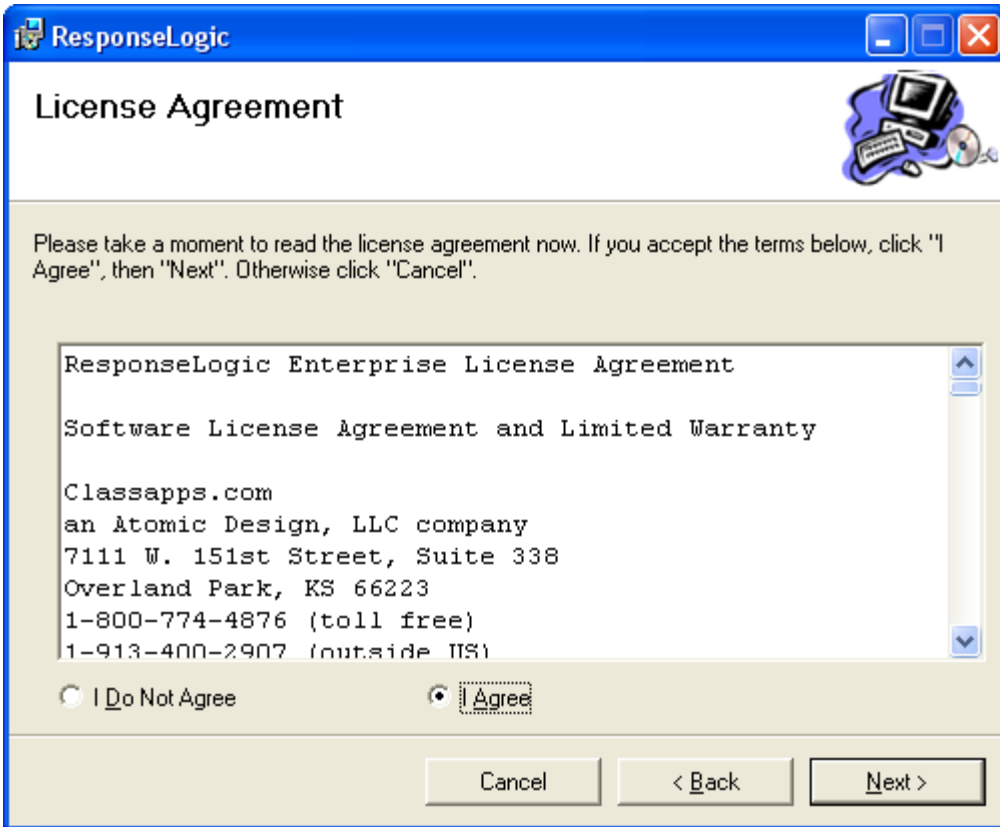 ResponseLogic
License Agreement
Please take a moment to read the license agreement now. If you accept the terms below, click "I
Agree", then "Next". Otherwise click "Cancel".
ResponseLogic Enterprise License Agreement
Software License Agreement and Limited Warranty
Classapps.com
an Atomic Design, LLC company
7111 W. 151st Street, Suite 338
Overland Park, KS 66223
1-800-774-4876 (toll free)
1-913-400-2907 (outside US)
I Do Not Agree
I Agree
Cancel
< Back
Next >